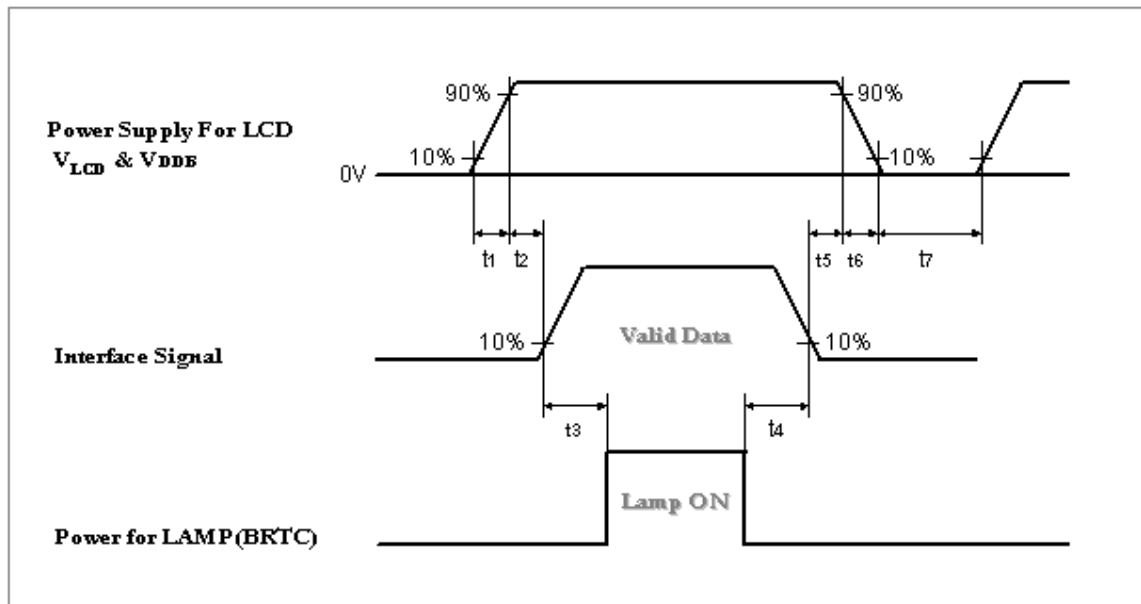 90%
90%
Power Supply For LCD
VLCD & VDDB
10%
10%
0V
t1
t2
t5
t6
t7
Valid Data
10%
10%
Interface Signal
t3
t4
Lamp ON
Power for LAMP(BRTC)